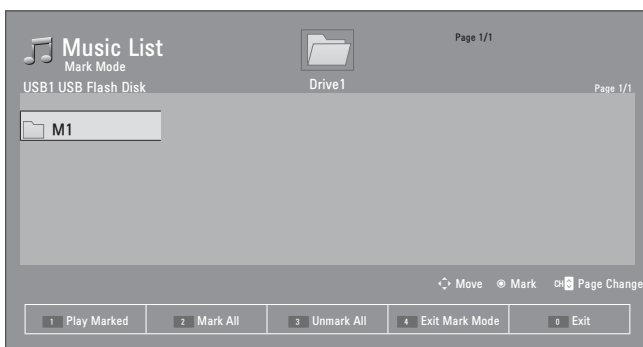 Music List
Mark Mode
Page 1/1
USB1 USB Flash Disk
Drive1
Page 1/1
M1
Move
Mark
CH Page Change
1 Play Marked
2 Mark All
3 Unmark All
4 Exit Mark Mode
0 Exit